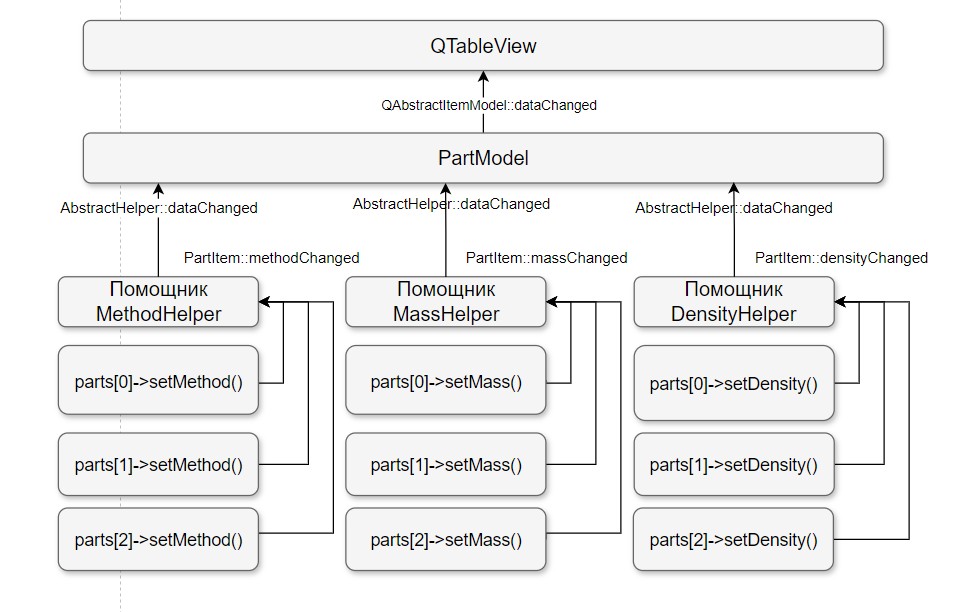 QTableView
QAbstractItemModel::dataChanged
PartModel
AbstractHelper::dataChanged
AbstractHelper::dataChanged
AbstractHelper::dataChanged
PartItem::methodChanged
PartItem::massChanged
PartItem::densityChanged
Помощник
MethodHelper
Помощник
MassHelper
Помощник
DensityHelper
parts[0]->setMethod()
parts[0]->setMass()
parts[0]->setDensity()
parts[1]->setMethod()
parts[1]->setMass()
parts[1]->setDensity()
parts[2]->setMethod()
parts[2]->setMass()
parts[2]->setDensity()